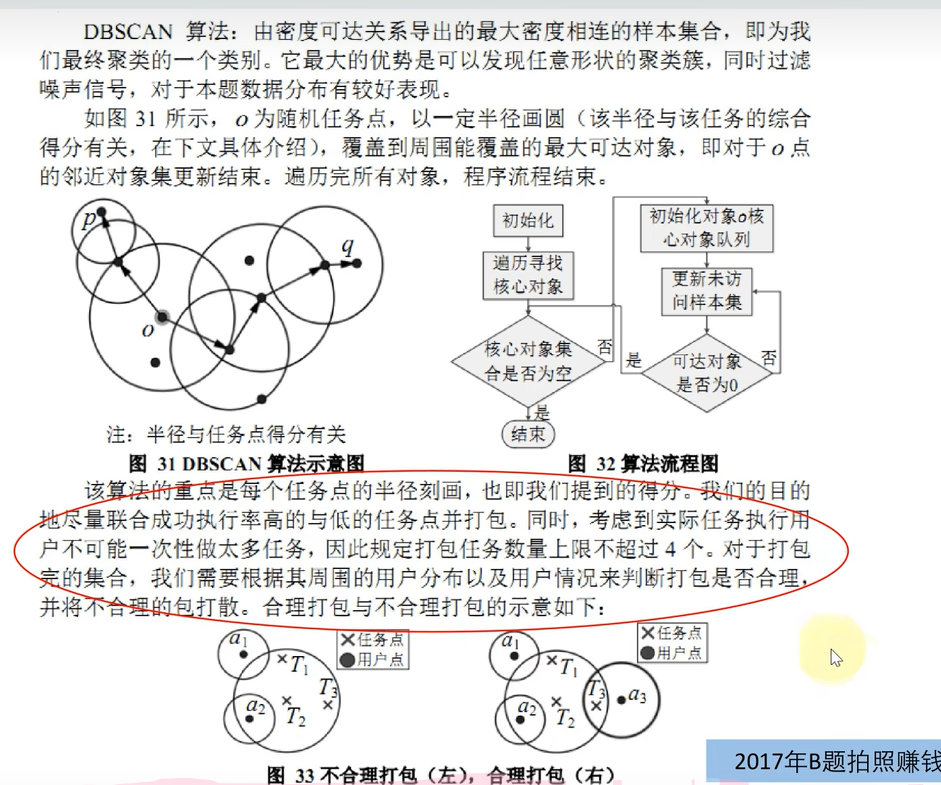 DBSCAN 算法：由密度可达关系导出的最大密度相连的样本集合，即为我
们最终聚类的一个类别。它最大的优势是可以发现任意形状的聚类簇，同时过滤
噪声信号，对于本题数据分布有较好表现。
如图 31 所示，o 为随机任务点，以一定半径画圆（该半径与该任务的综合
得分有关，在下文具体介绍），覆盖到周围能覆盖的最大可达对象，即对于 o 点
的邻近对象集更新结束。遍历完所有对象，程序流程结束。
p
q
o
注：半径与任务点得分有关
图 31 DBSCAN 算法示意图
初始化
遍历寻找
核心对象
核心对象集
合是否为空
否
是
结束
初始化对象o核
心对象队列
更新未访
问样本集
可达对象
是否为0
是
否
图 32 算法流程图
该算法的重点是每个任务点的半径刻画，也即我们提到的得分。我们的目的
地尽量联合成功执行率高的与低的任务点并打包。同时，考虑到实际任务执行用
户不可能一次性做太多任务，因此规定打包任务数量上限不超过 4 个。对于打包
完的集合，我们需要根据其周围的用户分布以及用户情况来判断打包是否合理，
并将不合理的包打散。合理打包与不合理打包的示意如下：
a1
T1
T3
a2
T2
×任务点
用户点
a1
T1
T3
a3
a2
T2
×任务点
用户点
图 33 不合理打包（左），合理打包（右）
2017年B题拍照赚钱